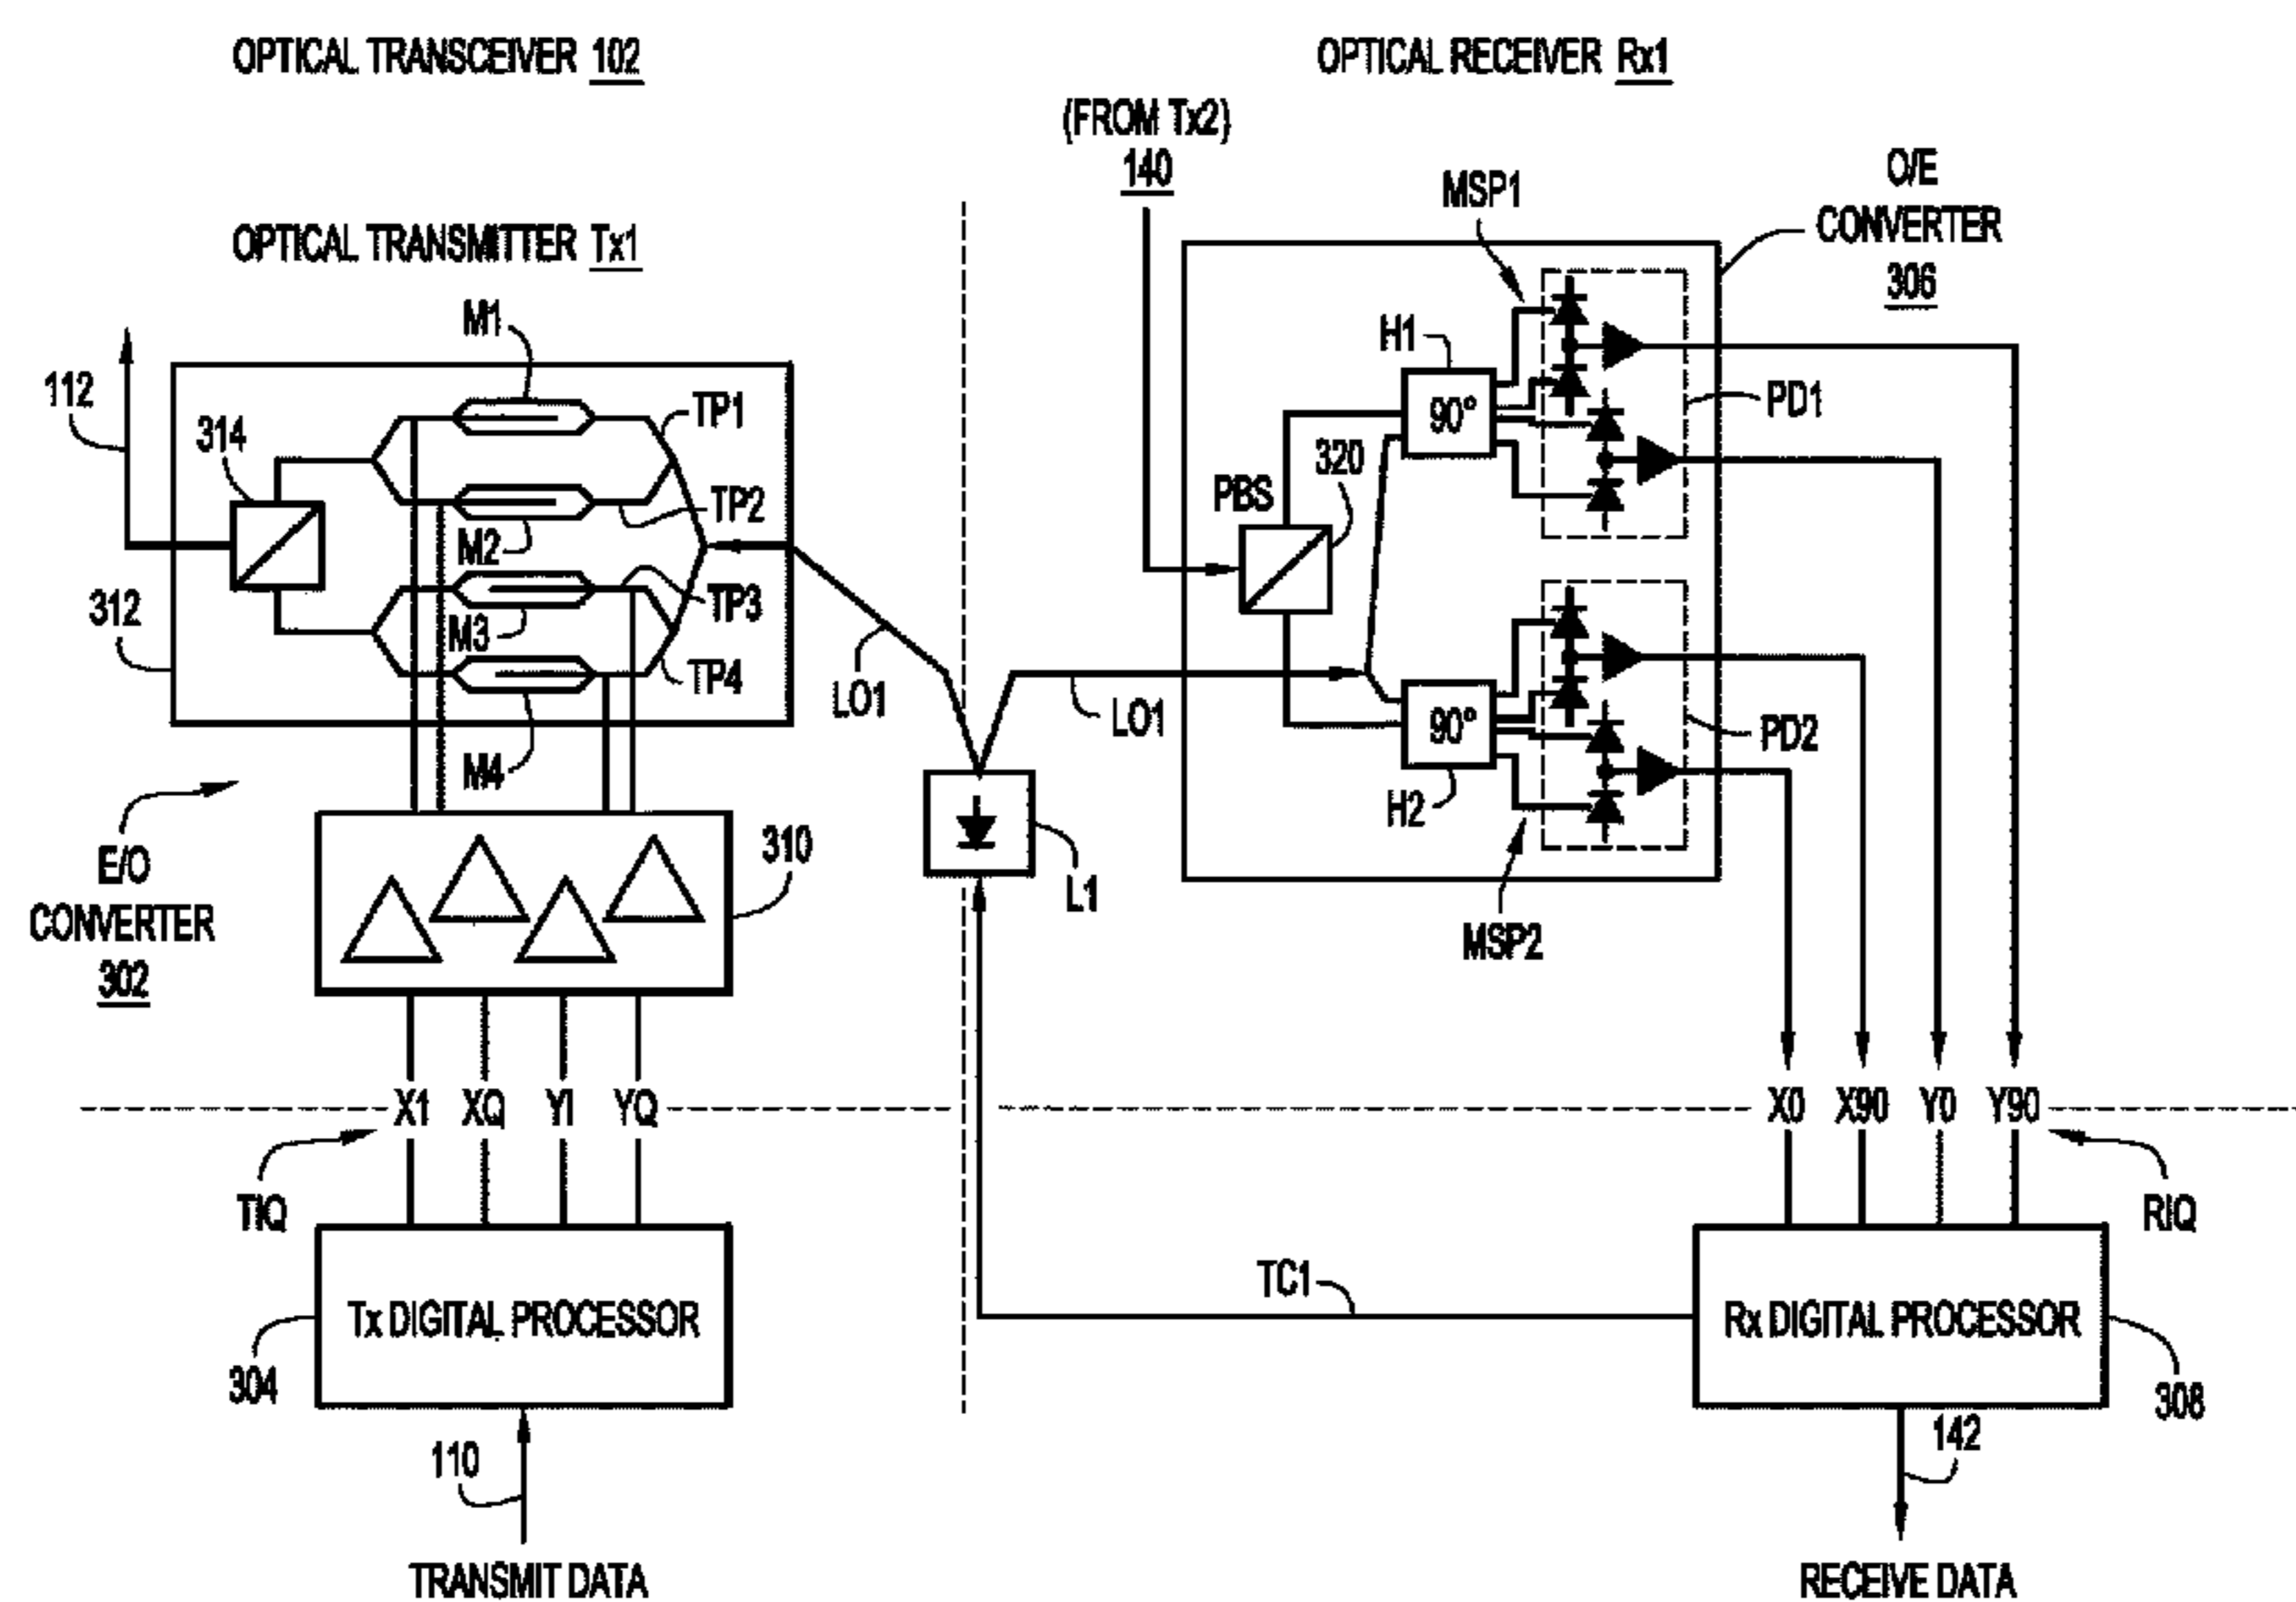 OPTICAL TRANSCEIVER 102
OPTICAL RECEIVER Rx1
(FROM Tx2)
140
MSP1
O/E
CONVERTER
306
OPTICAL TRANSMITTER Tx1
M1
H1
112
314
TP1
PD1
90°
320
PBS
TP2
M2
312
TP3
M3
TP4
LO1
LO1
90°
PD2
M4
H2
E/O
CONVERTER
302
310
L1
MSP2
X1 XQ YI YQ
X0 X90 Y0 Y90
TIQ
RIQ
TC1
Tx DIGITAL PROCESSOR
Rx DIGITAL PROCESSOR
304
308
110
142
TRANSMIT DATA
RECEIVE DATA